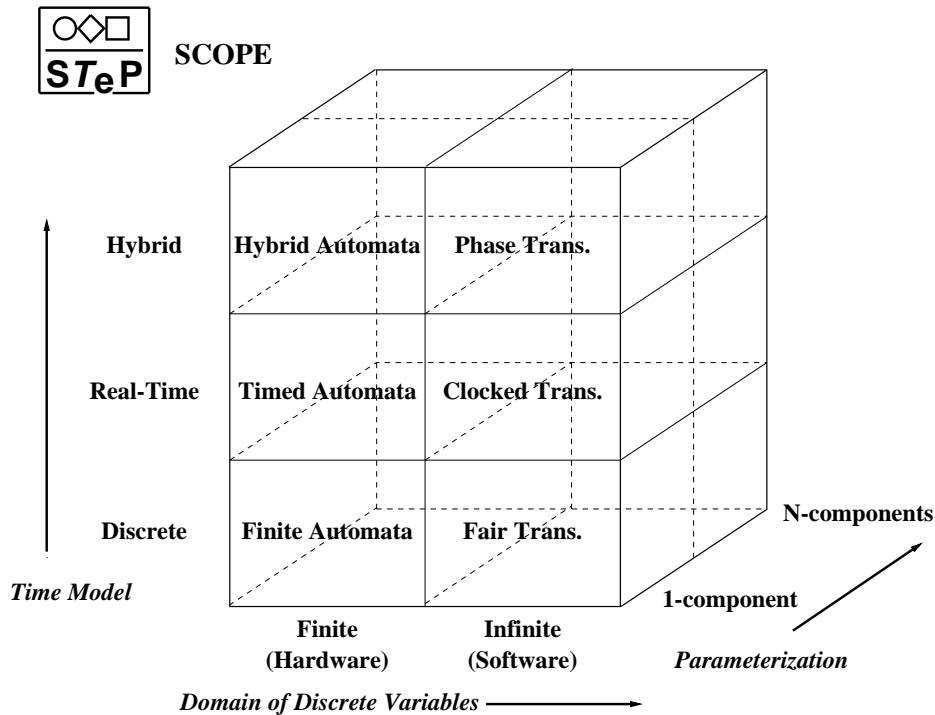 STeP
SCOPE
Hybrid
Hybrid Automata
Phase Trans.
Real-Time
Timed Automata
Clocked Trans.
Discrete
Finite Automata
Fair Trans.
N-components
Time Model
1-component
Finite
(Hardware)
Infinite
(Software)
Parameterization
Domain of Discrete Variables